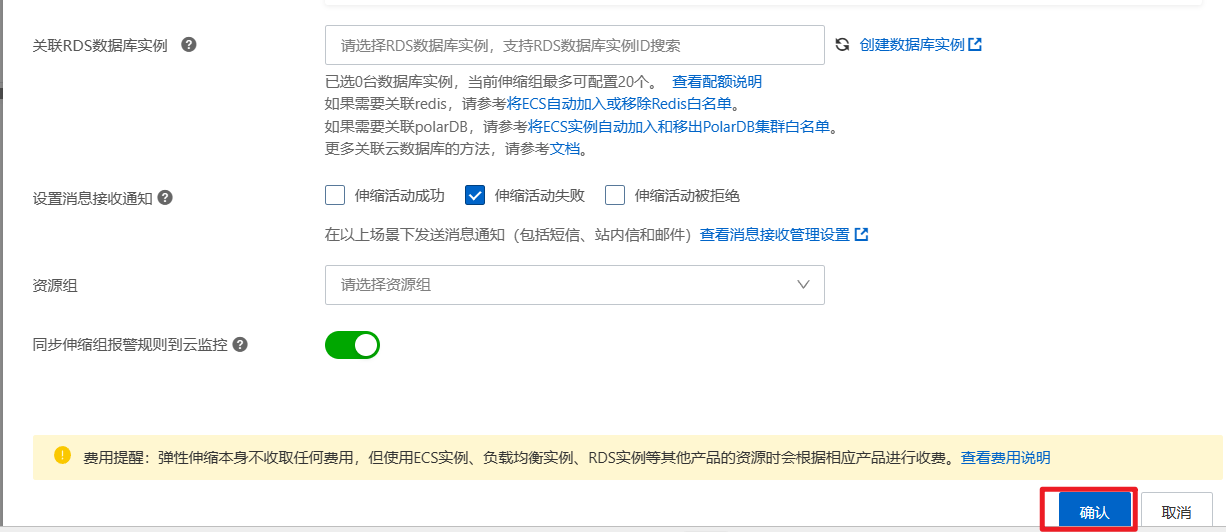 关联RDS数据库实例
请选择RDS数据库实例，支持RDS数据库实例ID搜索
创建数据库实例
已选0台数据库实例，当前伸缩组最多可配置20个。 查看配额说明
如果需要关联redis，请参考将ECS自动加入或移除Redis白名单。
如果需要关联polarDB，请参考将ECS实例自动加入和移出PolarDB集群白名单。
更多关联云数据库的方法，请参考文档。
设置消息接收通知
伸缩活动成功 伸缩活动失败 伸缩活动被拒绝
在以上场景下发送消息通知（包括短信、站内信和邮件）查看消息接收管理设置
资源组
请选择资源组
同步伸缩组报警规则到云监控
费用提醒：弹性伸缩本身不收取任何费用，但使用ECS实例、负载均衡实例、RDS实例等其他产品的资源时会根据相应产品进行收费。查看费用说明
确认 取消